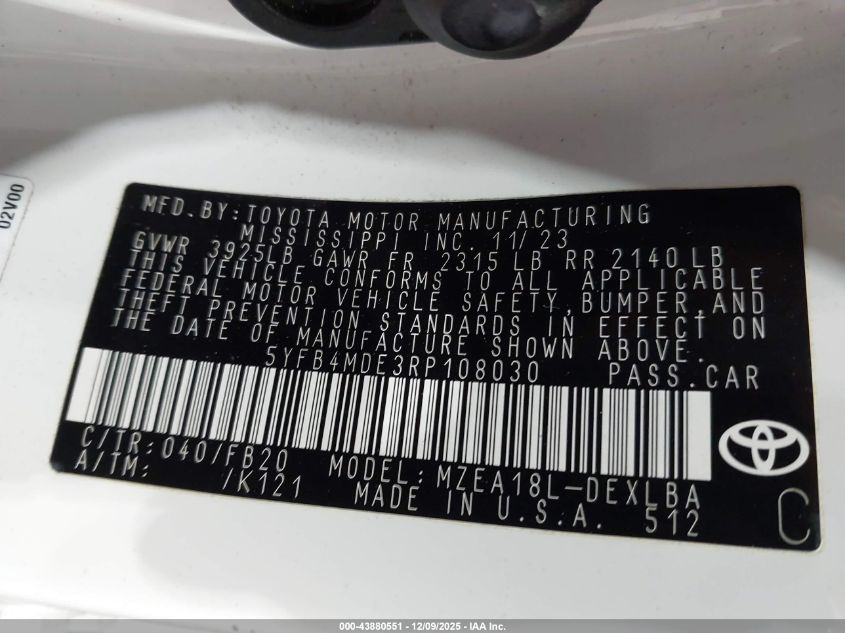 02V00
MFD.BY:TOYOTA MOTOR MANUFACTURING
MISSISSIPPI INC. 11/23
GVWR 3925LB GAWR FR 2315 LB RR 2140 LB
THIS VEHICLE CONFORMS TO ALL APPLICABLE
FEDERAL MOTOR VEHICLE SAFETY,BUMPER,AND
THEFT PREVENTION STANDARDS IN EFFECT ON
THE DATE OF MANUFACTURE SHOWN ABOVE.
5YFB4MDE3RP108030 PASS.CAR
C/TR:040/FB20 MODEL:MZEA18L-DEXLBA
A/TM: /K121 MADE IN U.S.A. 512 C
000-43880551 - 12/09/2025 - IAA Inc.